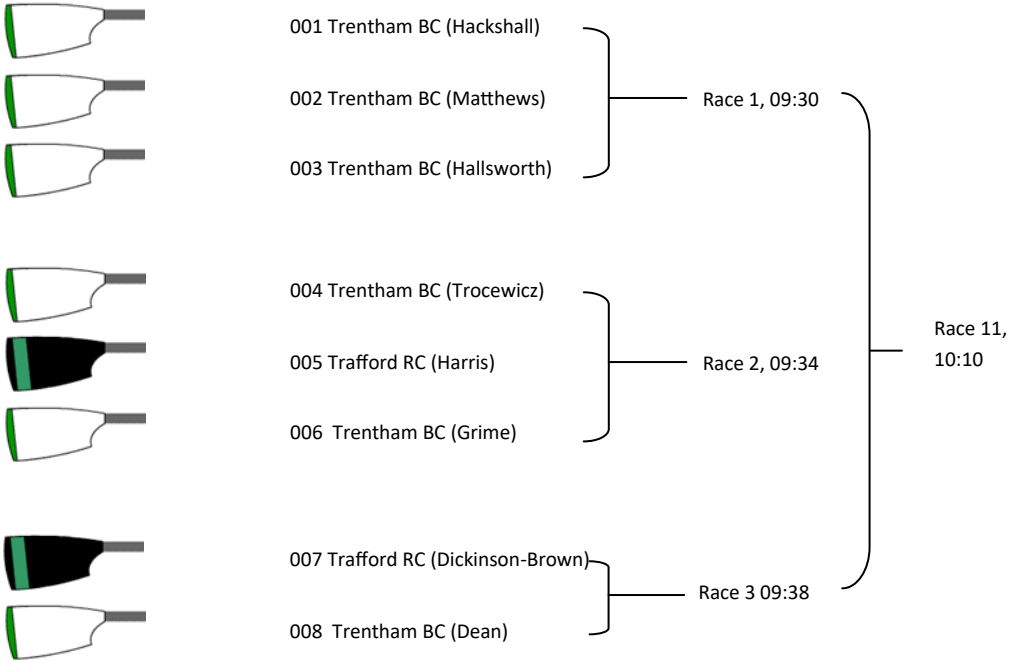 001 Trentham BC (Hackshall)
002 Trentham BC (Matthews)
Race 1, 09:30
003 Trentham BC (Hallsworth)
004 Trentham BC (Trocewicz)
Race 11,
10:10
005 Trafford RC (Harris)
Race 2, 09:34
006 Trentham BC (Grime)
007 Trafford RC (Dickinson-Brown)
Race 3 09:38
008 Trentham BC (Dean)